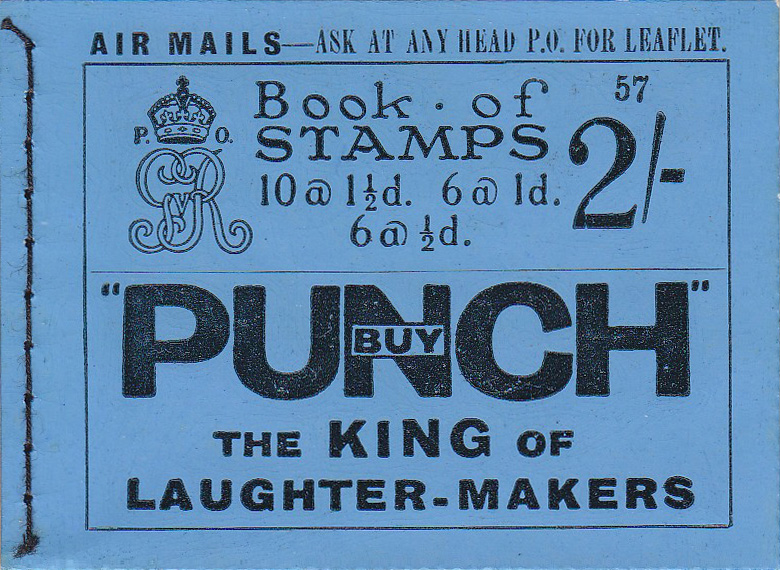 AIR MAILS—ASK AT ANY HEAD P.O. FOR LEAFLET.
57
P. O.
GVR
Book · of
STAMPS
2/-
10 @ 1½d. 6 @ 1d.
6 @ ½d.
"PUNCH"
BUY
THE KING OF
LAUGHTER-MAKERS